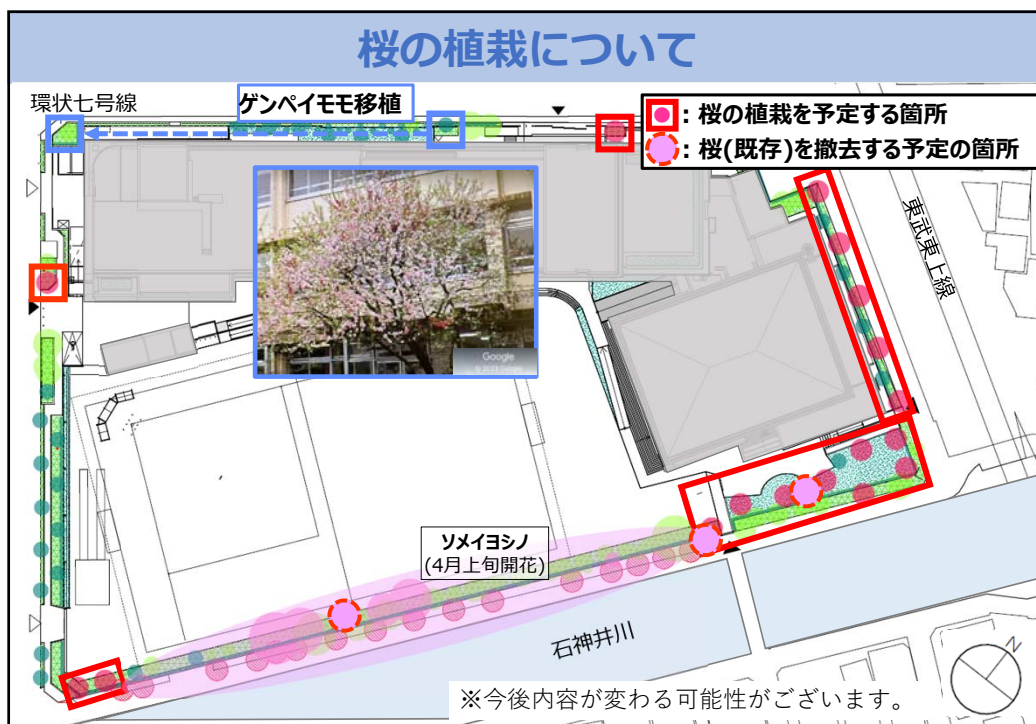 桜の植栽について
環状七号線
ゲンペイモモ移植
：桜の植栽を予定する箇所
：桜(既存)を撤去する予定の箇所
東武東上線
Google
ソメイヨシノ
(4月上旬開花)
石神井川
N
※今後内容が変わる可能性がございます。